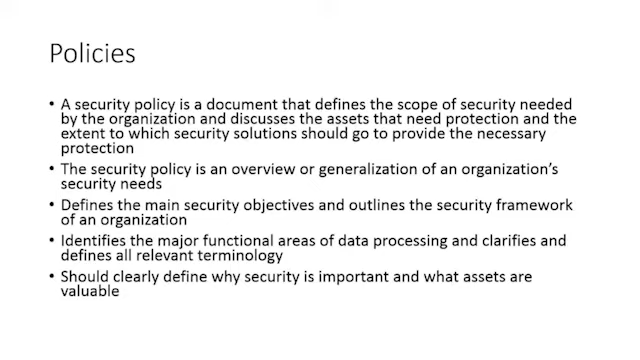 Policies
• A security policy is a document that defines the scope of security needed
by the organization and discusses the assets that need protection and the
extent to which security solutions should go to provide the necessary
protection
• The security policy is an overview or generalization of an organization's
security needs
• Defines the main security objectives and outlines the security framework
of an organization
• Identifies the major functional areas of data processing and clarifies and
defines all relevant terminology
• Should clearly define why security is important and what assets are
valuable